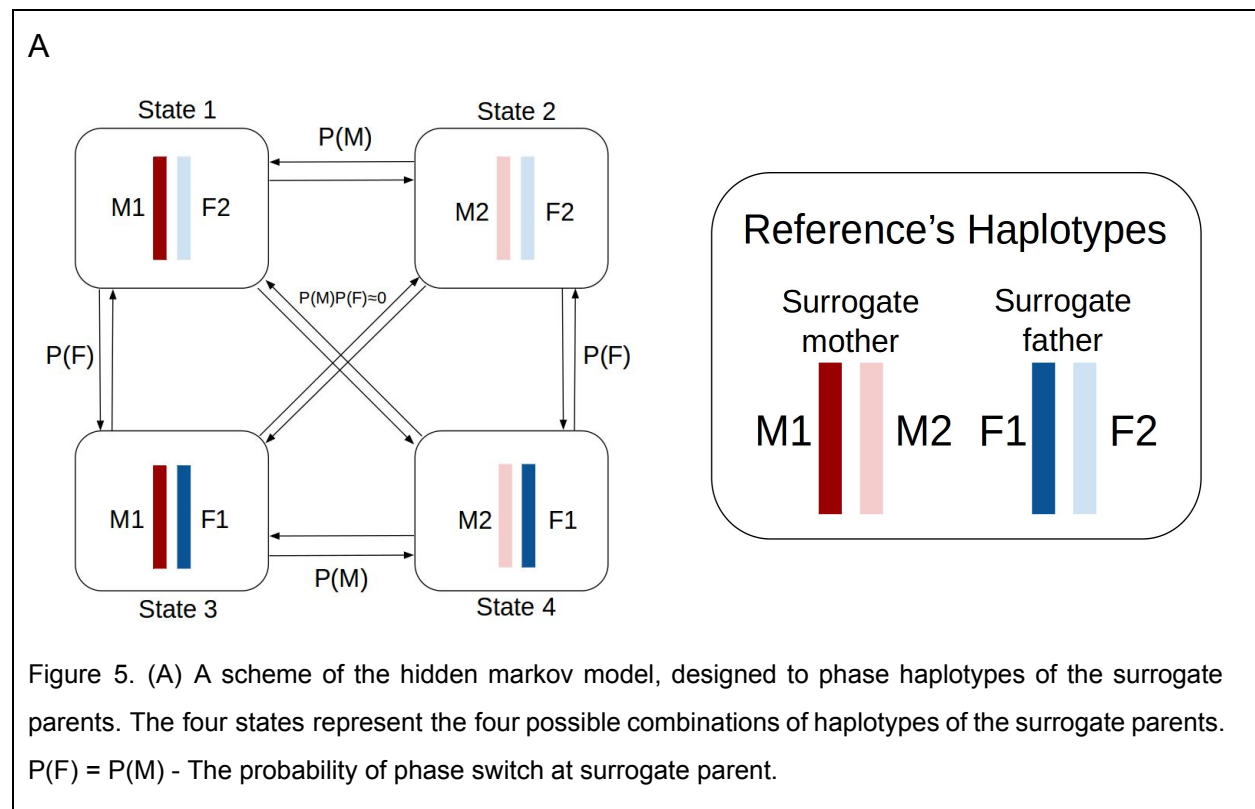 A
State 1
State 2
P(M)
M1
F2
M2
F2
P(M)P(F)≈0
P(F)
P(F)
M1
F1
M2
F1
P(M)
State 3
State 4
Reference’s Haplotypes
Surrogate
mother
Surrogate
father
M1
M2
F1
F2
Figure 5. (A) A scheme of the hidden markov model, designed to phase haplotypes of the surrogate
parents. The four states represent the four possible combinations of haplotypes of the surrogate parents.
P(F) = P(M) - The probability of phase switch at surrogate parent.